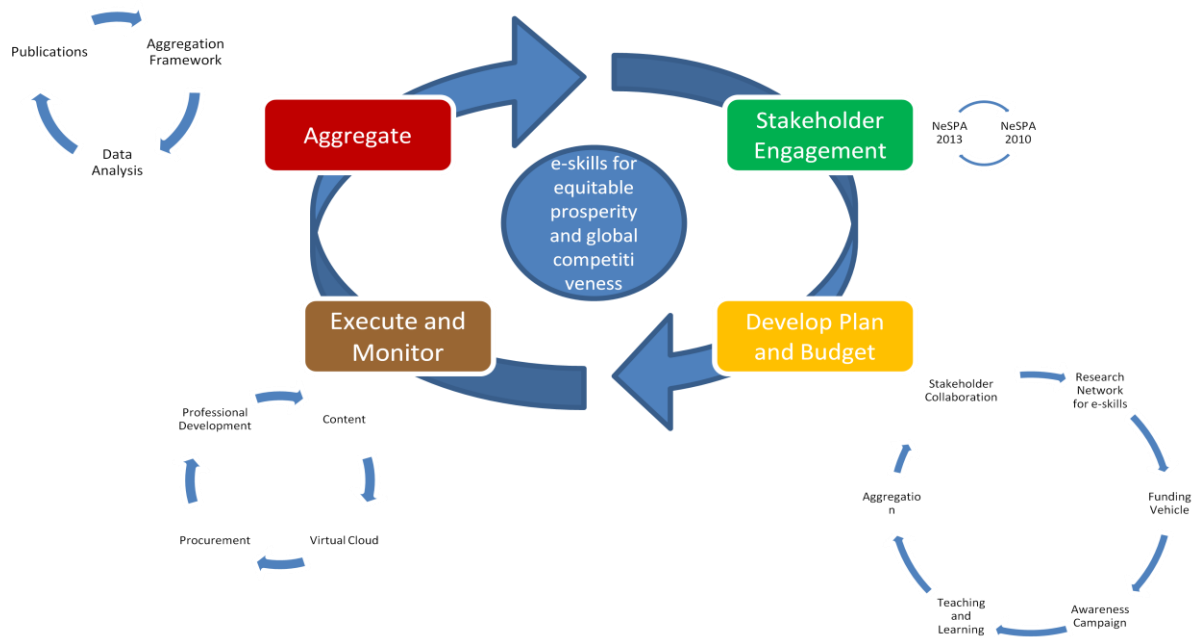 Publications
Aggregation
Framework
Data
Analysis
Aggregate
Stakeholder
Engagement
NeSPA
2013
NeSPA
2010
e-skills for
equitable
prosperity
and global
competiti
veness
Execute and
Monitor
Develop Plan
and Budget
Professional
Development
Content
Procurement
Virtual Cloud
Stakeholder
Collaboration
Research
Network
for e-skills
Aggregatio
n
Funding
Vehicle
Teaching
and
Learning
Awareness
Campaign